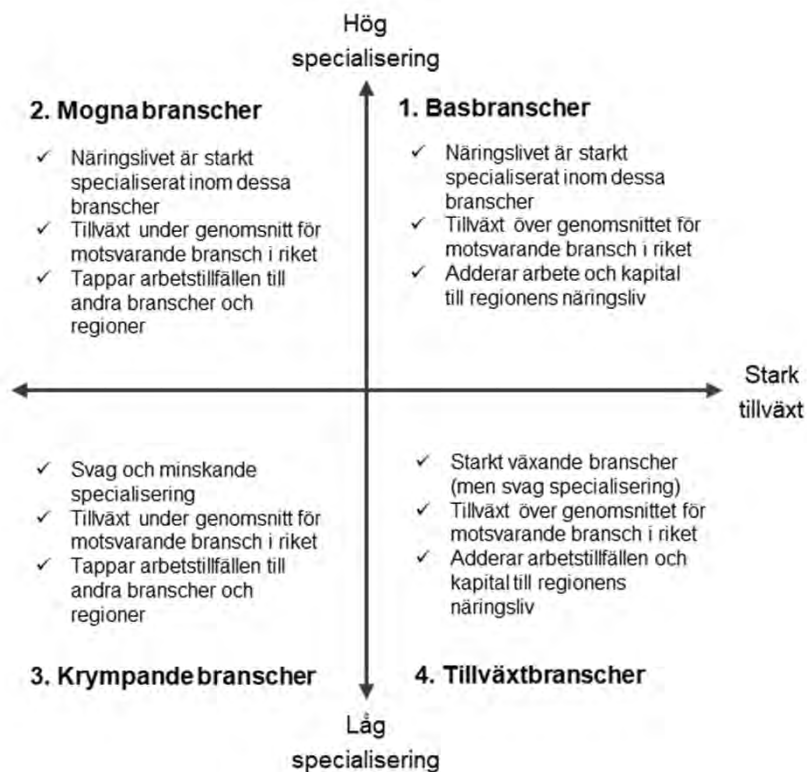 Hög
specialisering
2. Mogna branscher
✓ Näringslivet är starkt
specialiserat inom dessa
branscher
✓ Tillväxt under genomsnitt för
motsvarande bransch i riket
✓ Tappar arbetstillfällen till
andra branscher och
regioner
1. Basbranscher
✓ Näringslivet är starkt
specialiserat inom dessa
branscher
✓ Tillväxt över genomsnittet för
motsvarande bransch i riket
✓ Adderar arbete och kapital
till regionens näringsliv
Stark
tillväxt
✓ Svag och minskande
specialisering
✓ Tillväxt under genomsnitt för
motsvarande bransch i riket
✓ Tappar arbetstillfällen till
andra branscher och
regioner
3. Krympande branscher
✓ Starkt växande branscher
(men svag specialisering)
✓ Tillväxt över genomsnittet för
motsvarande bransch i riket
✓ Adderar arbetstillfällen och
kapital till regionens
näringsliv
4. Tillväxtbranscher
Låg
specialisering